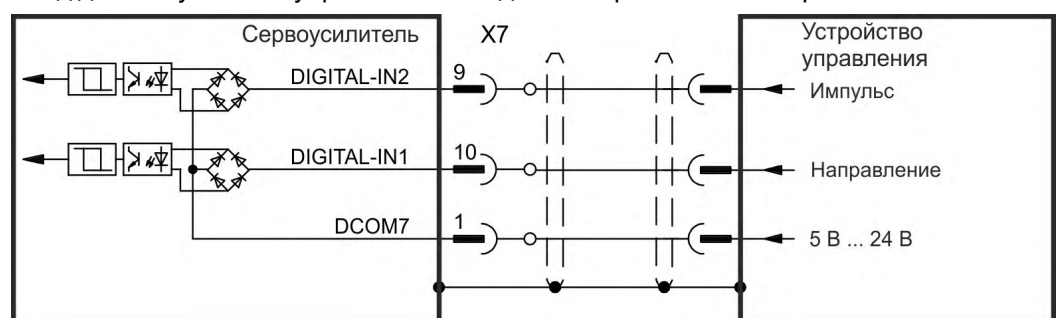 Сервоусилитель
X7
Устройство
управления
DIGITAL-IN2
9
Импульс
DIGITAL-IN1
10
Направление
DCOM7
1
5 В ... 24 В